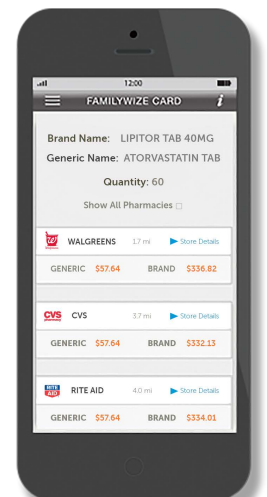 12:00
FAMILYWIZE CARD i
Brand Name: LIPITOR TAB 40MG
Generic Name: ATORVASTATIN TAB
Quantity: 60
Show All Pharmacies
WALGREENS 1.7 mi Store Details
GENERIC $57.64 BRAND $336.82
CVS pharmacy CVS 3.7 mi Store Details
GENERIC $57.64 BRAND $332.13
RITE AID RITE AID 4.0 mi Store Details
GENERIC $57.64 BRAND $334.01